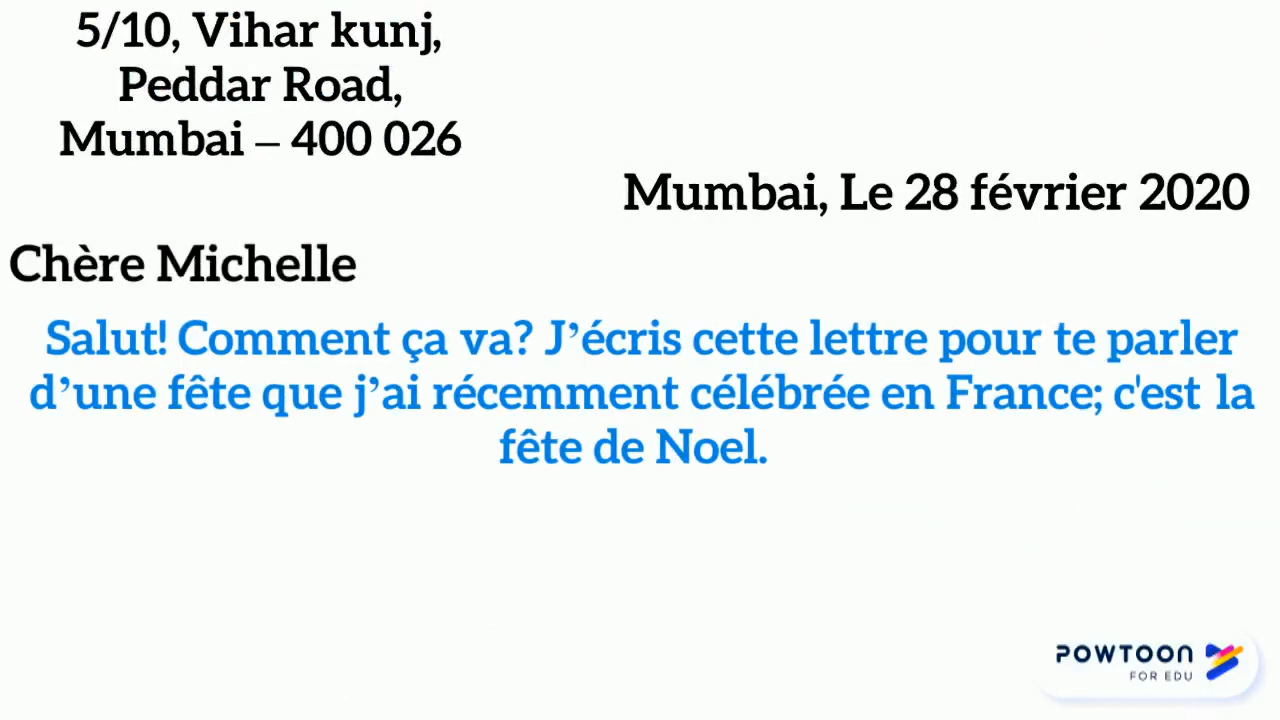 5/10, Vihar kunj,
Peddar Road,
Mumbai – 400 026
Mumbai, Le 28 février 2020
Chère Michelle
Salut! Comment ça va? J’écris cette lettre pour te parler
d’une fête que j’ai récemment célébrée en France; c'est la
fête de Noel.
POWTOON
FOR EDU